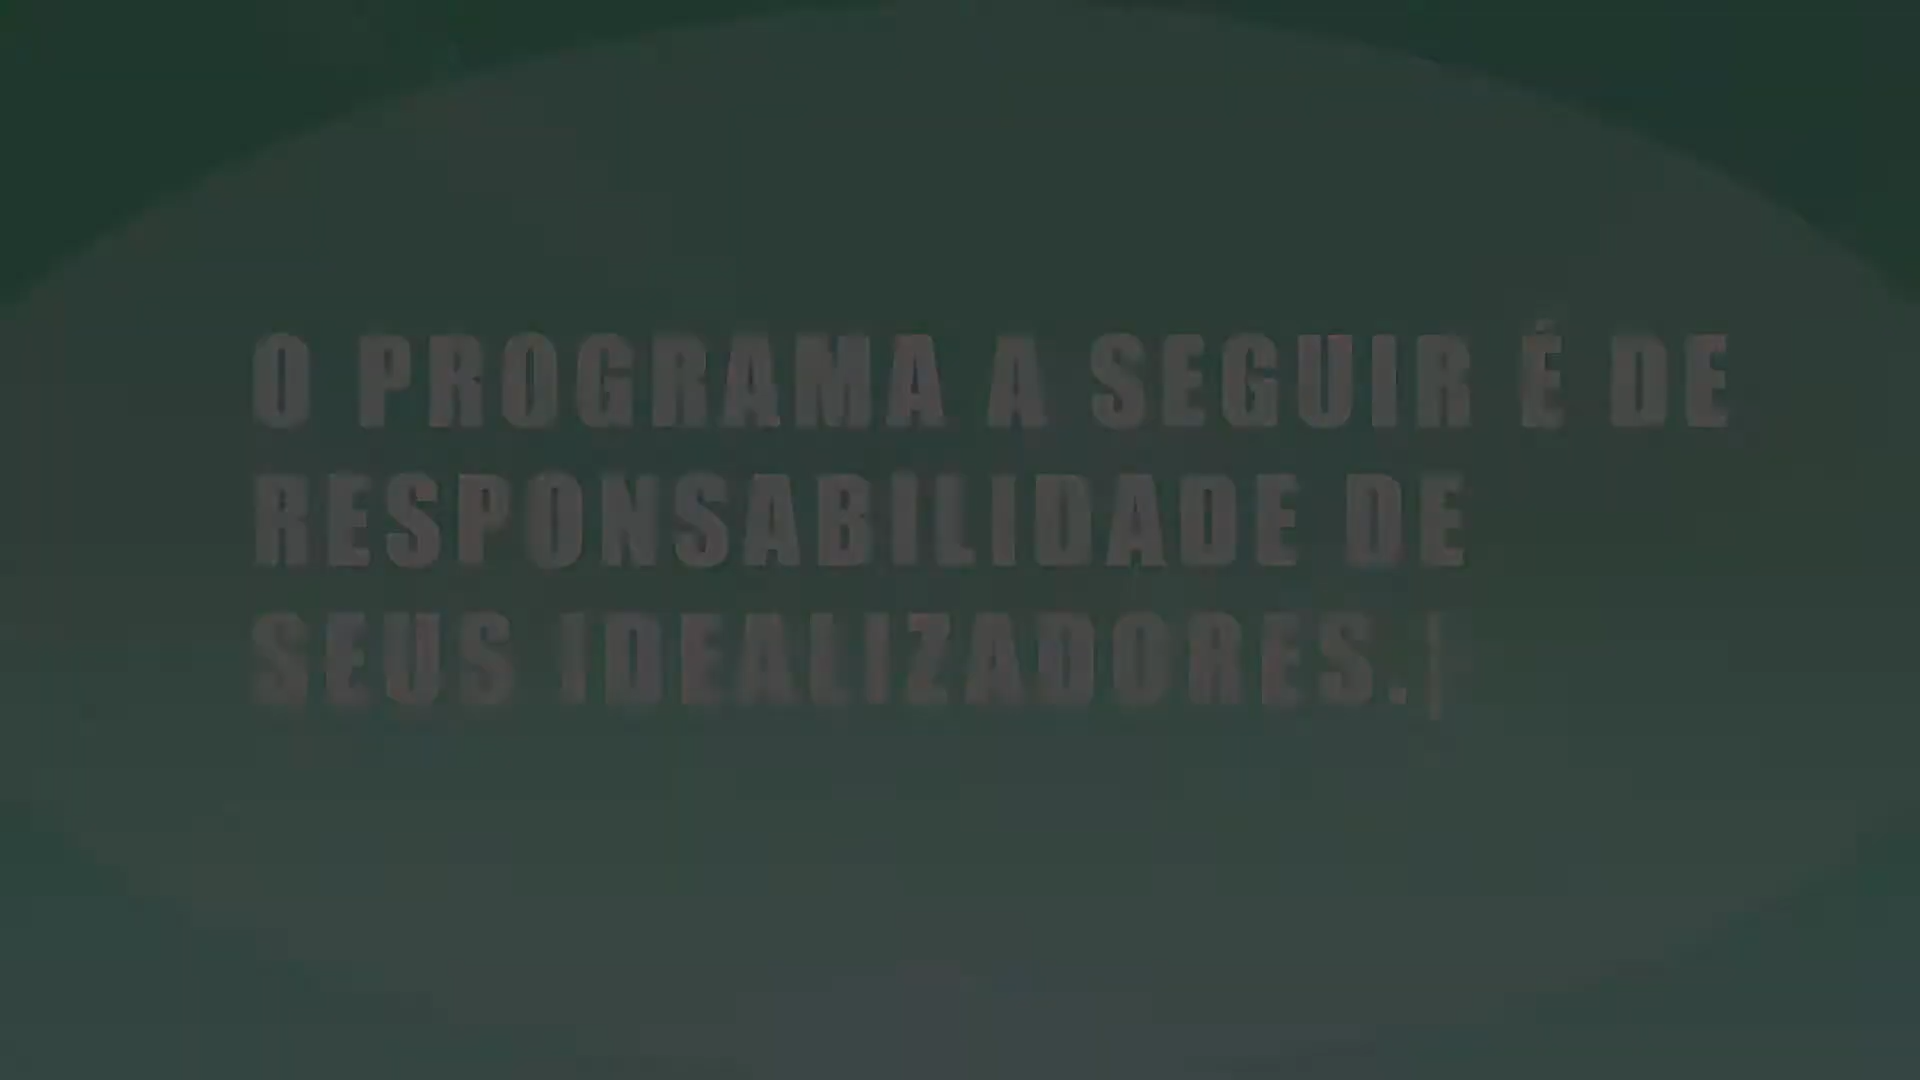 O PROGRAMA A SEGUIR É DE
RESPONSABILIDADE DE
SEUS IDEALIZADORES.